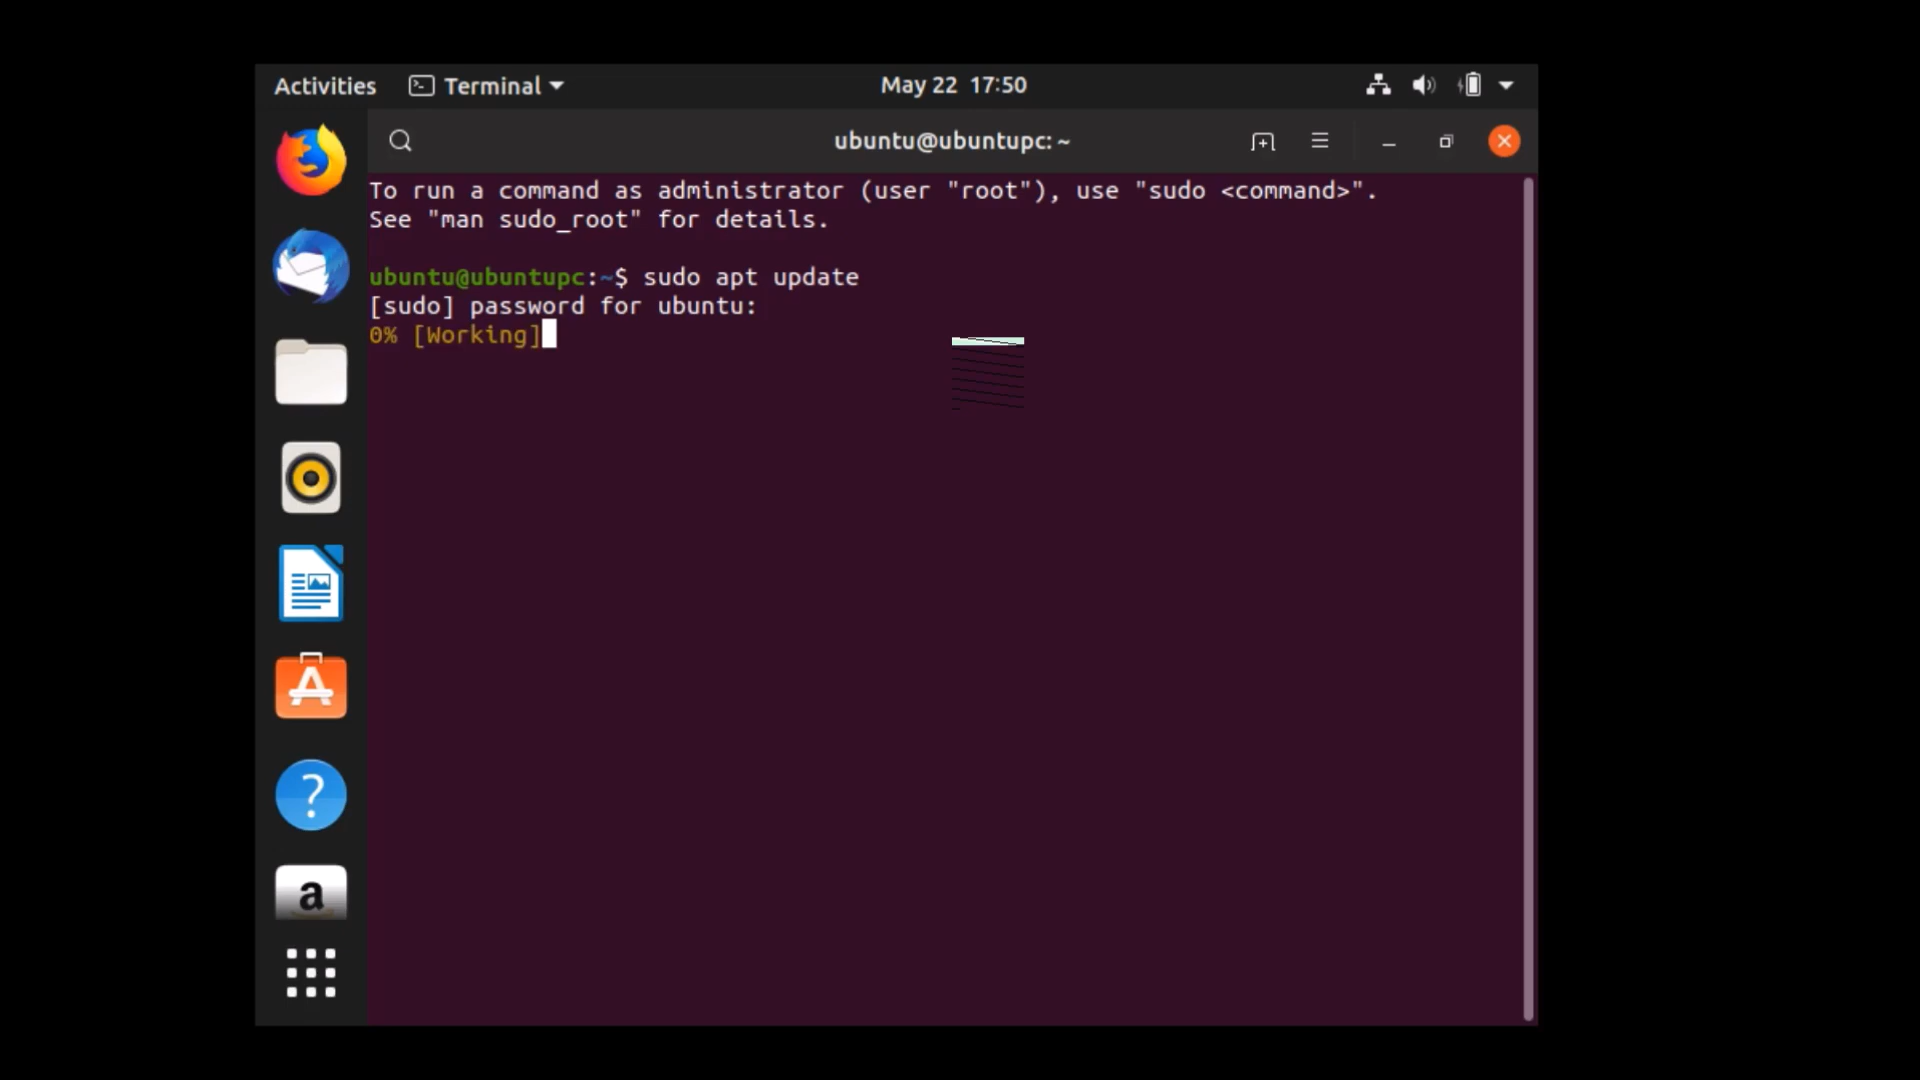 Activities Terminal May 22 17:50
ubuntu@ubuntupc: ~
To run a command as administrator (user "root"), use "sudo <command>".
See "man sudo_root" for details.
ubuntu@ubuntupc:~$ sudo apt update
[sudo] password for ubuntu:
0% [Working]